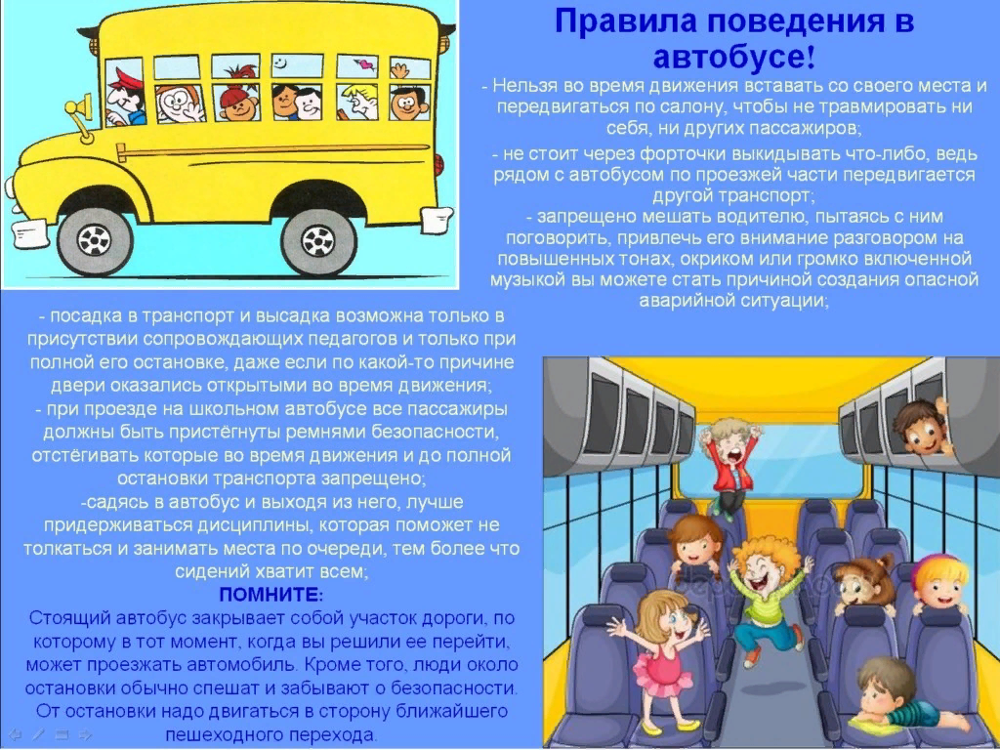 Правила поведения в
автобусе!
- Нельзя во время движения вставать со своего места и
передвигаться по салону, чтобы не травмировать ни
себя, ни других пассажиров;
- не стоит через форточки выкидывать что-либо, ведь
рядом с автобусом по проезжей части передвигается
другой транспорт;
- запрещено мешать водителю, пытаясь с ним
поговорить, привлечь его внимание разговором на
повышенных тонах, окриком или громко включенной
музыкой вы можете стать причиной создания опасной
аварийной ситуации;
- посадка в транспорт и высадка возможна только в
присутствии сопровождающих педагогов и только при
полной его остановке, даже если по какой-то причине
двери оказались открытыми во время движения;
- при проезде на школьном автобусе все пассажиры
должны быть пристёгнуты ремнями безопасности,
отстёгивать которые во время движения и до полной
остановки транспорта запрещено;
-садясь в автобус и выходя из него, лучше
придерживаться дисциплины, которая поможет не
толкаться и занимать места по очереди, тем более что
сидений хватит всем;
ПОМНИТЕ:
Стоящий автобус закрывает собой участок дороги, по
которому в тот момент, когда вы решили ее перейти,
может проезжать автомобиль. Кроме того, люди около
остановки обычно спешат и забывают о безопасности.
От остановки надо двигаться в сторону ближайшего
пешеходного перехода.